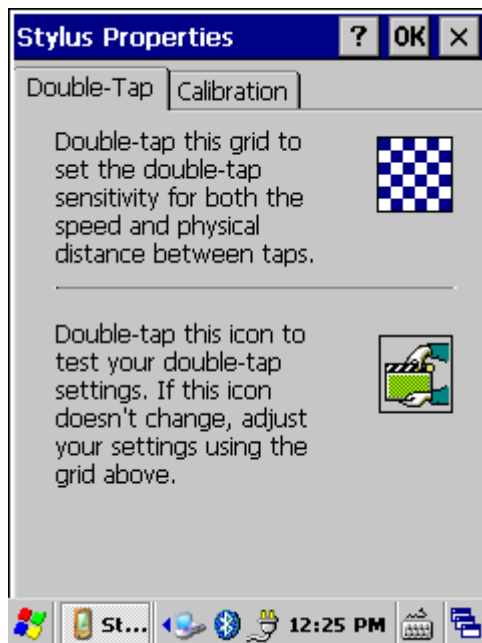 Stylus Properties ? OK ×
Double-Tap Calibration
Double-tap this grid to
set the double-tap
sensitivity for both the
speed and physical
distance between taps.
Double-tap this icon to
test your double-tap
settings. If this icon
doesn't change, adjust
your settings using the
grid above.
St... 12:25 PM